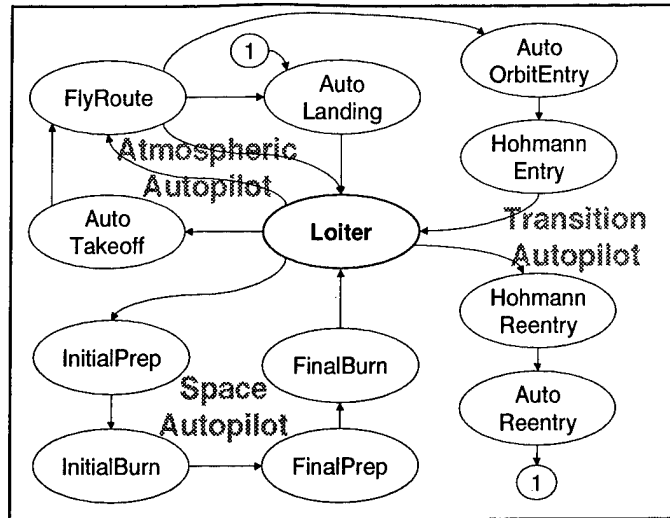 1
Auto
OrbitEntry
FlyRoute
Auto
Landing
Hohmann
Entry
Atmospheric
Autopilot
Auto
Takeoff
Loiter
Transition
Autopilot
Hohmann
Reentry
InitialPrep
FinalBurn
Space
Autopilot
Auto
Reentry
InitialBurn
FinalPrep
1